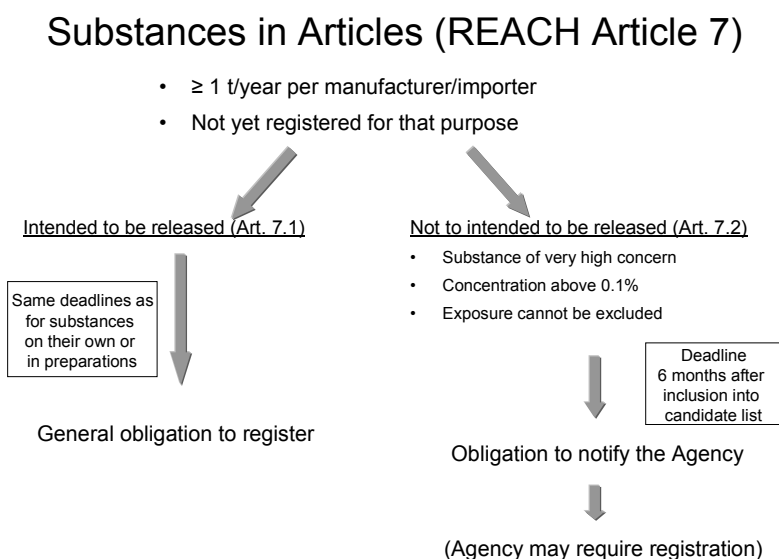 Substances in Articles (REACH Article 7)
• ≥ 1 t/year per manufacturer/importer
• Not yet registered for that purpose
Intended to be released (Art. 7.1)
Same deadlines as
for substances
on their own or
in preparations
General obligation to register
Not to intended to be released (Art. 7.2)
• Substance of very high concern
• Concentration above 0.1%
• Exposure cannot be excluded
Deadline
6 months after
inclusion into
candidate list
Obligation to notify the Agency
(Agency may require registration)